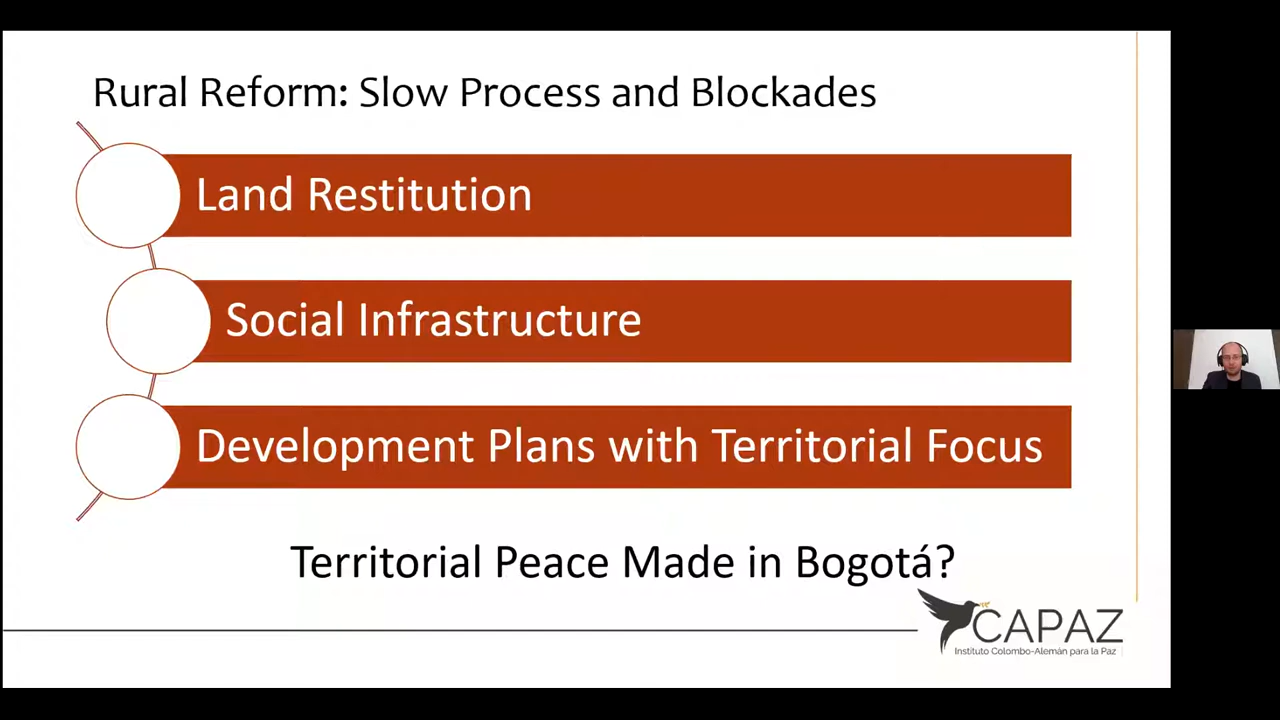 Rural Reform: Slow Process and Blockades
Land Restitution
Social Infrastructure
Development Plans with Territorial Focus
Territorial Peace Made in Bogotá?
CAPAZ
Instituto Colombo-Alemán para la Paz